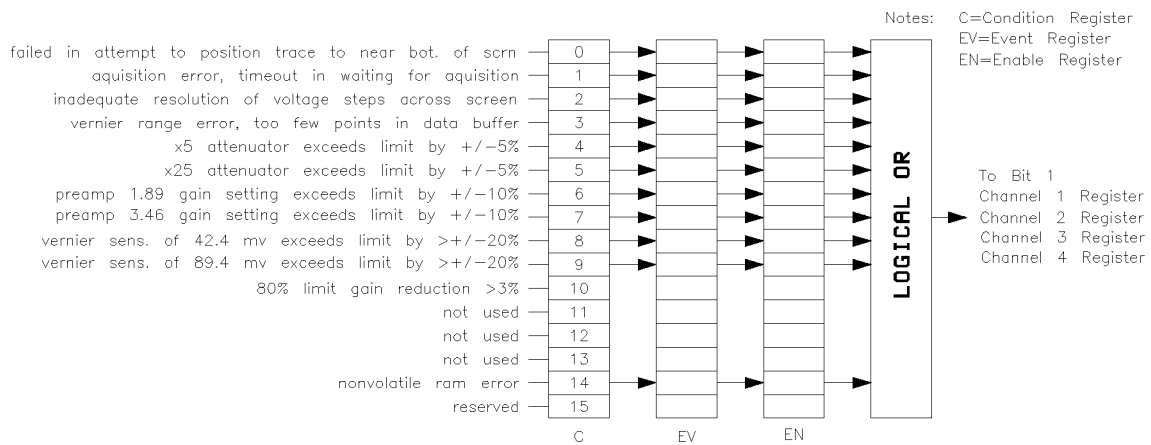 Notes: C=Condition Register
EV=Event Register
EN=Enable Register
failed in attempt to position trace to near bot. of scrn 0
aquisition error, timeout in waiting for aquisition 1
inadequate resolution of voltage steps across screen 2
vernier range error, too few points in data buffer 3
x5 attenuator exceeds limit by +/-5% 4
x25 attenuator exceeds limit by +/-5% 5
preamp 1.89 gain setting exceeds limit by +/-10% 6
preamp 3.46 gain setting exceeds limit by +/-10% 7
vernier sens. of 42.4 mv exceeds limit by >+/-20% 8
vernier sens. of 89.4 mv exceeds limit by >+/-20% 9
80% limit gain reduction >3% 10
not used 11
not used 12
not used 13
nonvolatile ram error 14
reserved 15
C EV EN
LOGICAL OR
To Bit 1
Channel 1 Register
Channel 2 Register
Channel 3 Register
Channel 4 Register